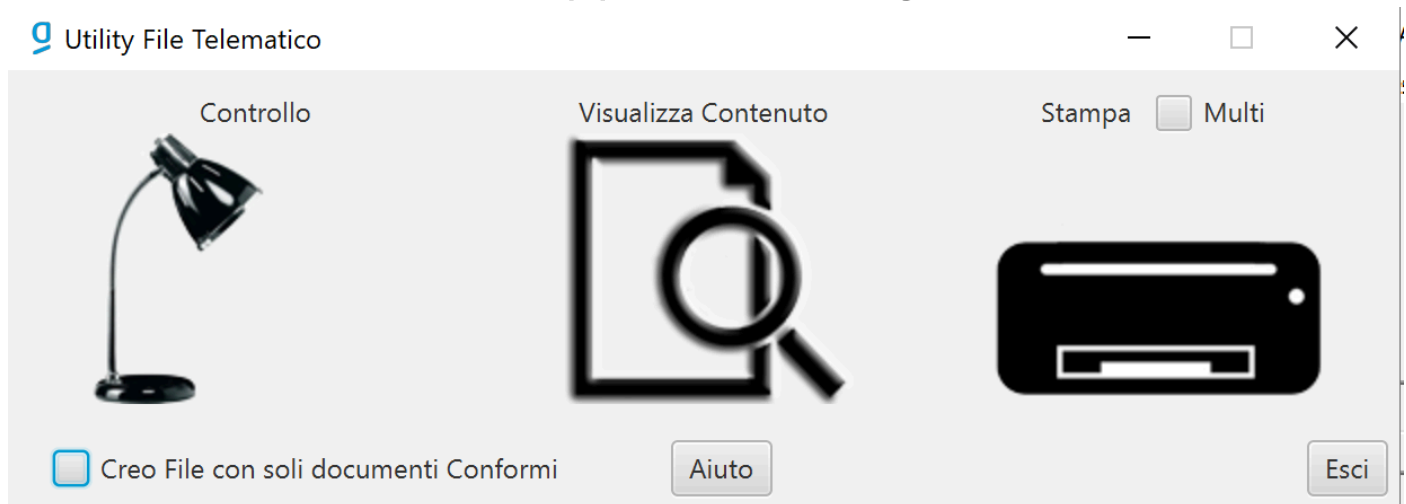 Utility File Telematico
Controllo
Visualizza Contenuto
Stampa Multi
Creo File con soli documenti Conformi
Aiuto
Esci